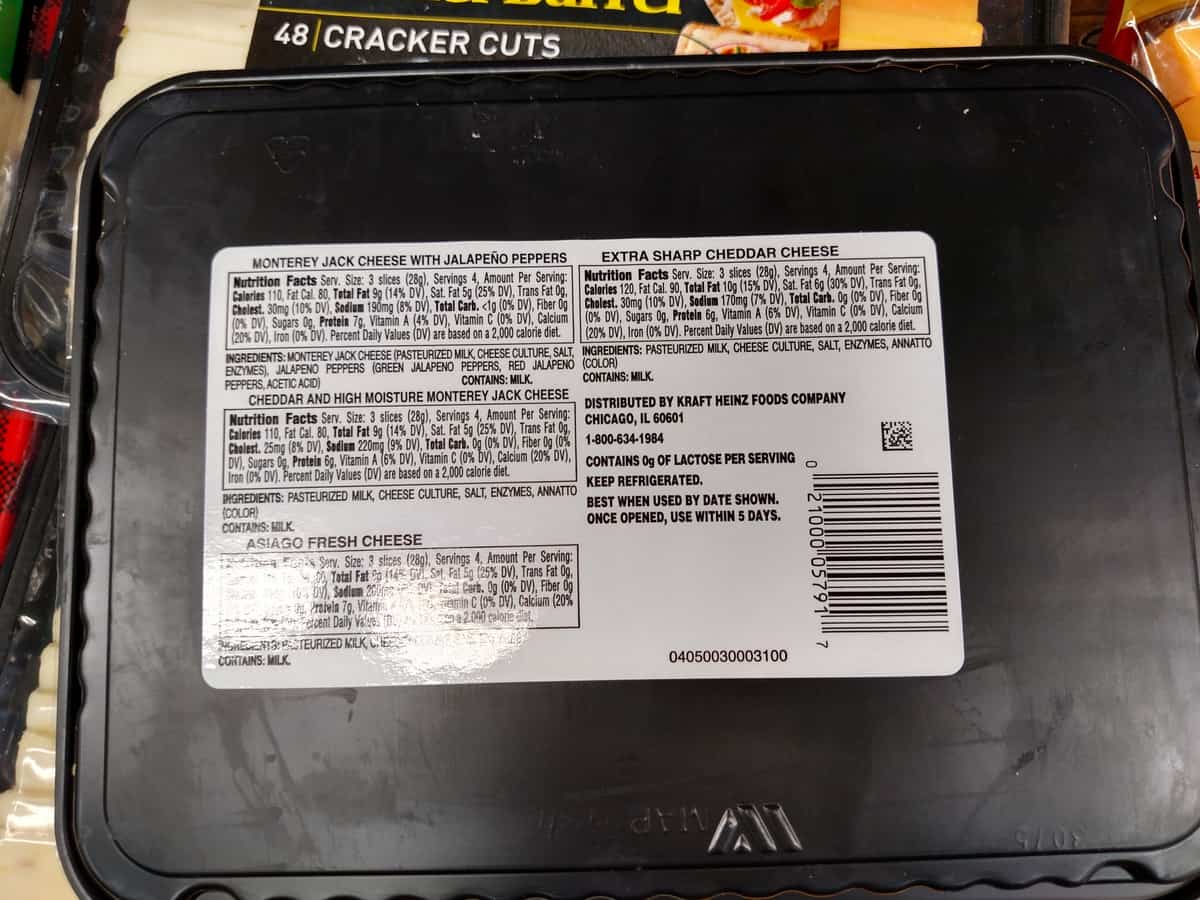 48 | CRACKER CUTS
MONTEREY JACK CHEESE WITH JALAPEÑO PEPPERS
Nutrition Facts Serv. Size: 3 slices (28g), Servings 4, Amount Per Serving:
Calories 110, Fat Cal. 80, Total Fat 9g (14% DV), Sat. Fat 5g (25% DV), Trans Fat 0g,
Cholest. 30mg (10% DV), Sodium 190mg (8% DV), Total Carb. <1g (0% DV), Fiber 0g
(0% DV), Sugars 0g, Protein 7g, Vitamin A (4% DV), Vitamin C (0% DV), Calcium
(20% DV), Iron (0% DV). Percent Daily Values (DV) are based on a 2,000 calorie diet.
INGREDIENTS: MONTEREY JACK CHEESE (PASTEURIZED MILK, CHEESE CULTURE, SALT,
ENZYMES), JALAPENO PEPPERS (GREEN JALAPENO PEPPERS, RED JALAPENO
PEPPERS, ACETIC ACID) CONTAINS: MILK.
CHEDDAR AND HIGH MOISTURE MONTEREY JACK CHEESE
Nutrition Facts Serv. Size: 3 slices (28g), Servings 4, Amount Per Serving:
Calories 110, Fat Cal. 80, Total Fat 9g (14% DV), Sat. Fat 5g (25% DV), Trans Fat 0g,
Cholest. 25mg (8% DV), Sodium 220mg (9% DV), Total Carb. 0g (0% DV), Fiber 0g (0%
DV), Sugars 0g, Protein 6g, Vitamin A (6% DV), Vitamin C (0% DV), Calcium (20% DV),
Iron (0% DV). Percent Daily Values (DV) are based on a 2,000 calorie diet.
INGREDIENTS: PASTEURIZED MILK, CHEESE CULTURE, SALT, ENZYMES, ANNATTO
(COLOR)
CONTAINS: MILK.
ASIAGO FRESH CHEESE
Serv. Size: 3 slices (28g), Servings 4, Amount Per Serving:
Total Fat (14% DV), Sat. Fat 5g (25% DV), Trans Fat 0g,
DV), Sodium Carb. 0g (0% DV), Fiber 0g
Protein 7g, C (0% DV), Calcium (20%
Percent Daily Values a 2,000 calorie diet.
INGREDIENTS: PASTEURIZED MILK,
CONTAINS: MILK.
EXTRA SHARP CHEDDAR CHEESE
Nutrition Facts Serv. Size: 3 slices (28g), Servings 4, Amount Per Serving:
Calories 120, Fat Cal. 90, Total Fat 10g (15% DV), Sat. Fat 6g (30% DV), Trans Fat 0g,
Cholest. 30mg (10% DV), Sodium 170mg (7% DV), Total Carb. 0g (0% DV), Fiber 0g
(0% DV), Sugars 0g, Protein 6g, Vitamin A (6% DV), Vitamin C (0% DV), Calcium
(20% DV), Iron (0% DV). Percent Daily Values (DV) are based on a 2,000 calorie diet.
INGREDIENTS: PASTEURIZED MILK, CHEESE CULTURE, SALT, ENZYMES, ANNATTO
(COLOR)
CONTAINS: MILK.
DISTRIBUTED BY KRAFT HEINZ FOODS COMPANY
CHICAGO, IL 60601
1-800-634-1984
CONTAINS 0g OF LACTOSE PER SERVING
KEEP REFRIGERATED.
BEST WHEN USED BY DATE SHOWN.
ONCE OPENED, USE WITHIN 5 DAYS.
0 21000 05791 7
04050030003100
MAP